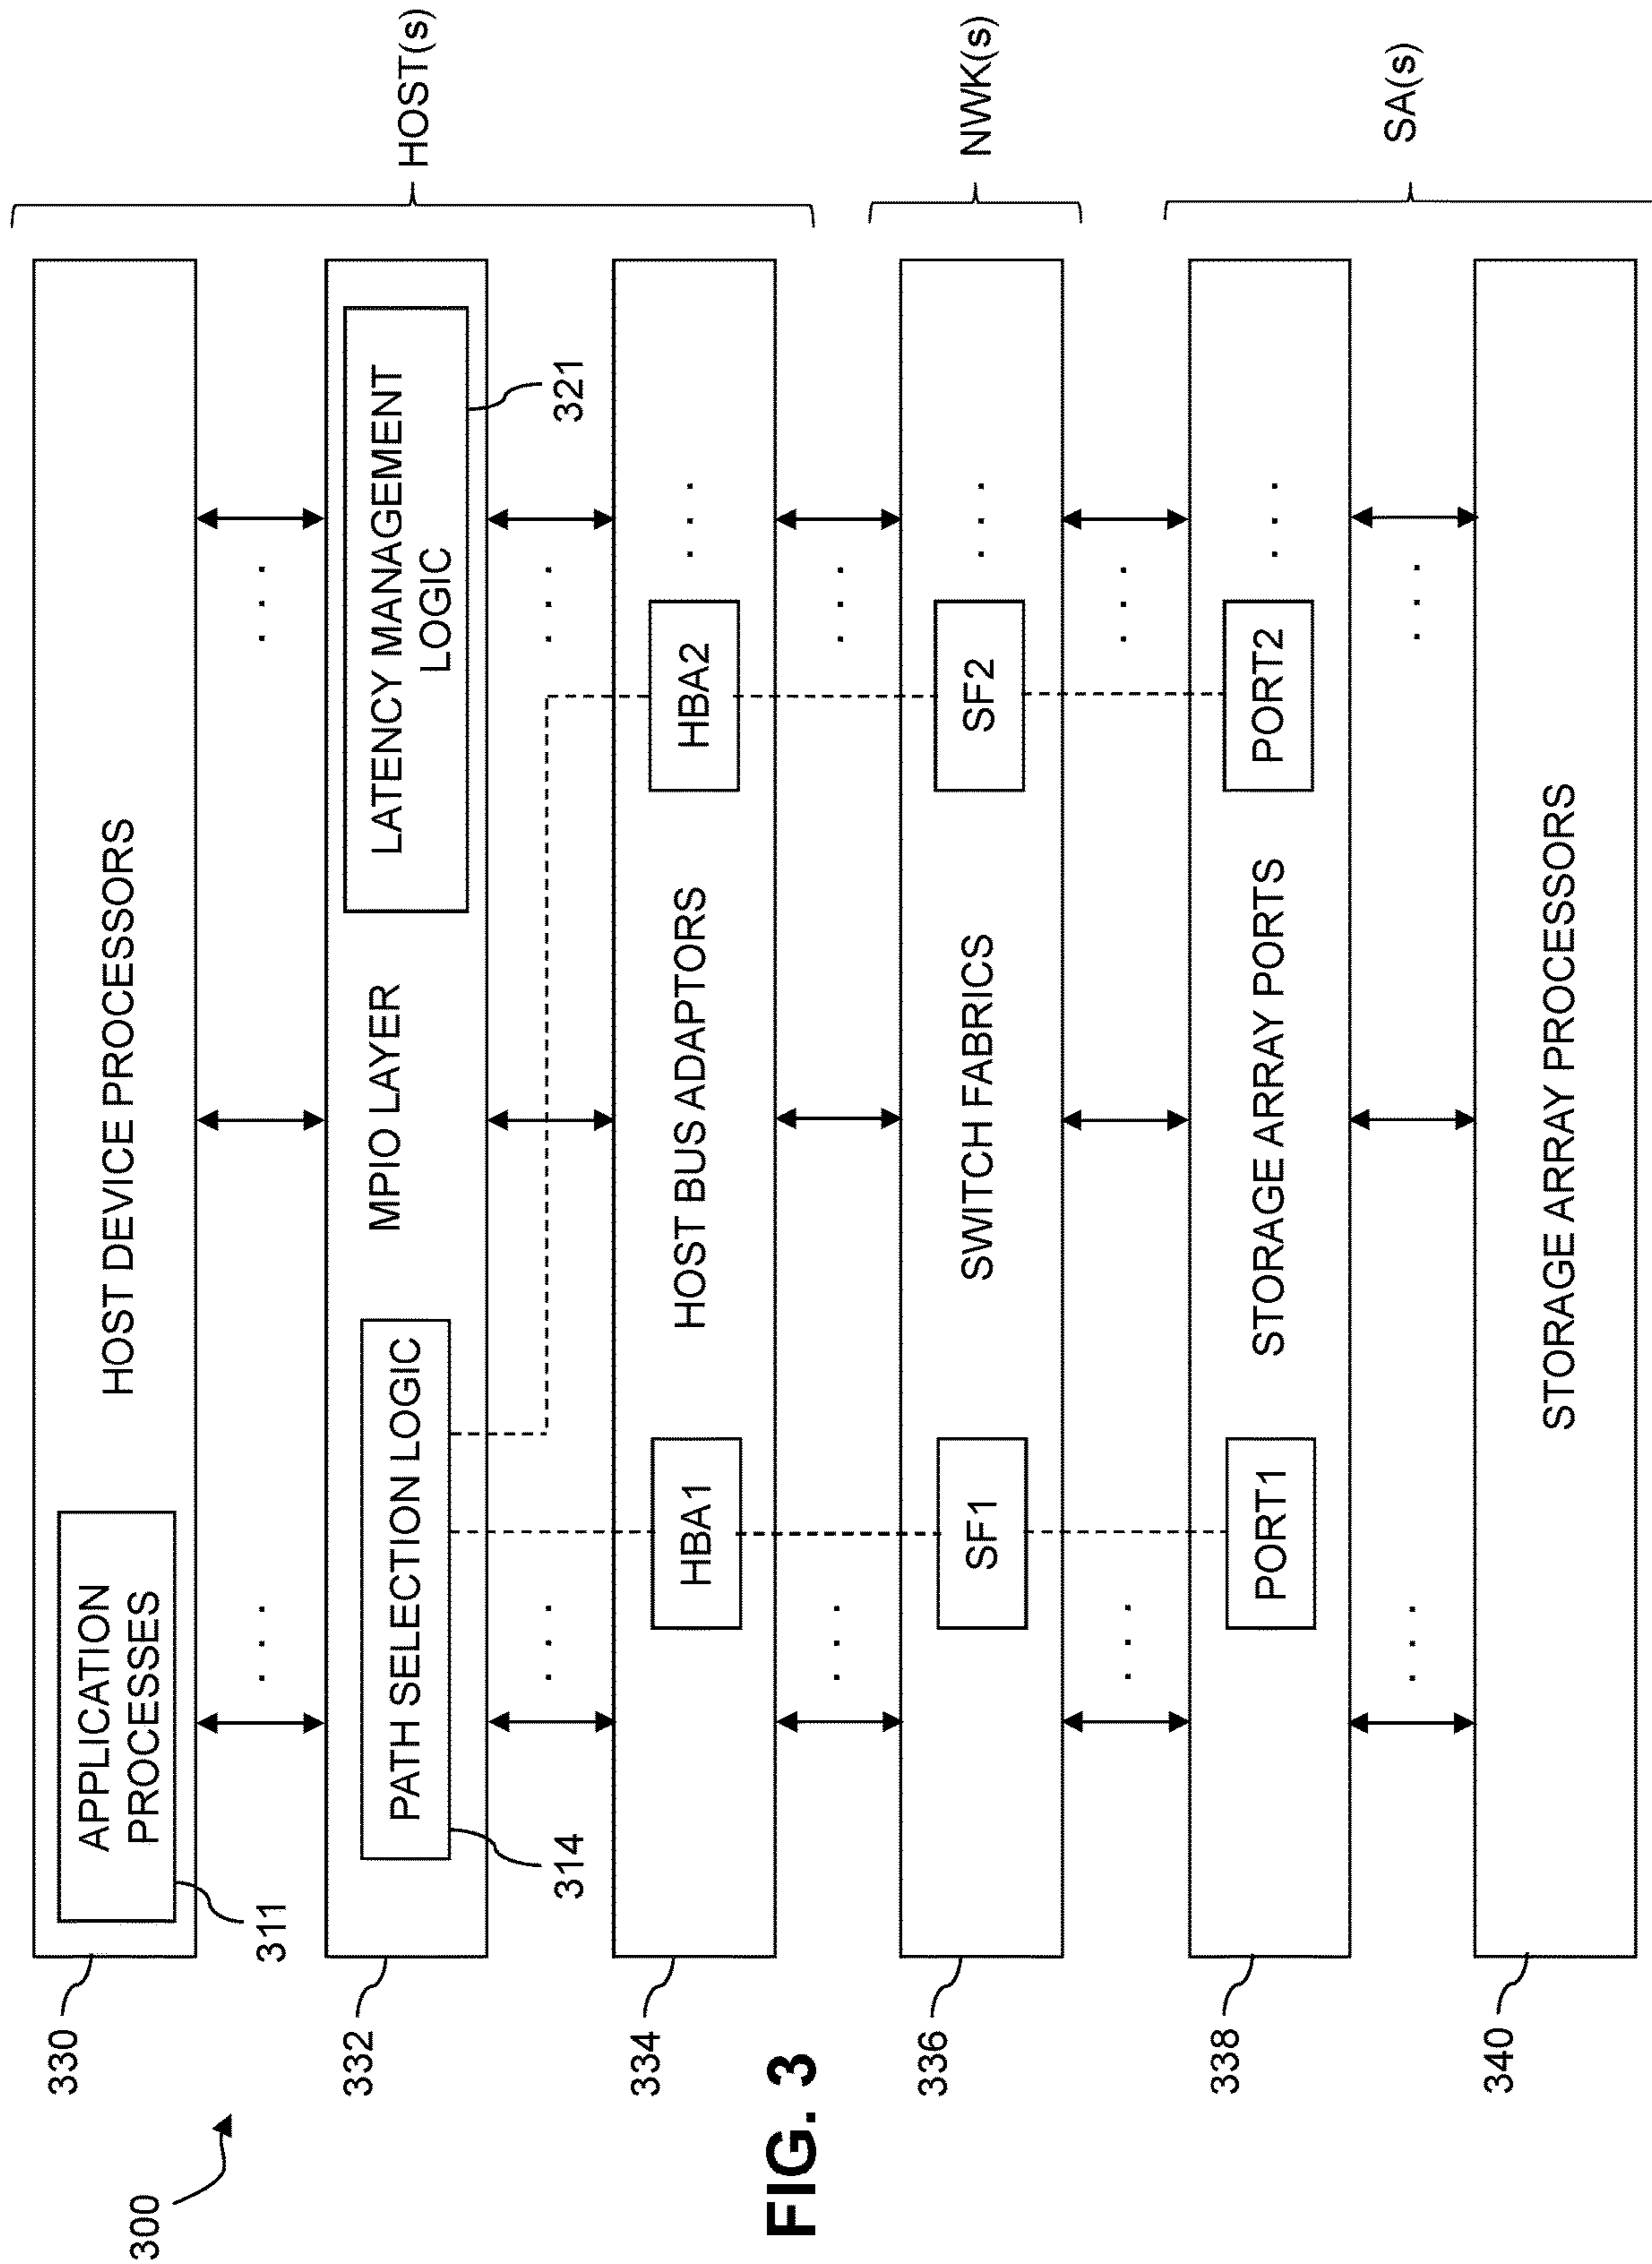 300
330
APPLICATION
PROCESSES
311
HOST DEVICE PROCESSORS
HOST(s)
. . .
. . .
332
PATH SELECTION LOGIC
314
MPIO LAYER
LATENCY MANAGEMENT
LOGIC
321
. . .
. . .
334
HBA1
HOST BUS ADAPTORS
HBA2
. . .
. . .
. . .
336
SF1
SWITCH FABRICS
SF2
. . .
NWK(s)
. . .
. . .
338
PORT1
STORAGE ARRAY PORTS
PORT2
. . .
SA(s)
. . .
. . .
340
STORAGE ARRAY PROCESSORS
FIG. 3